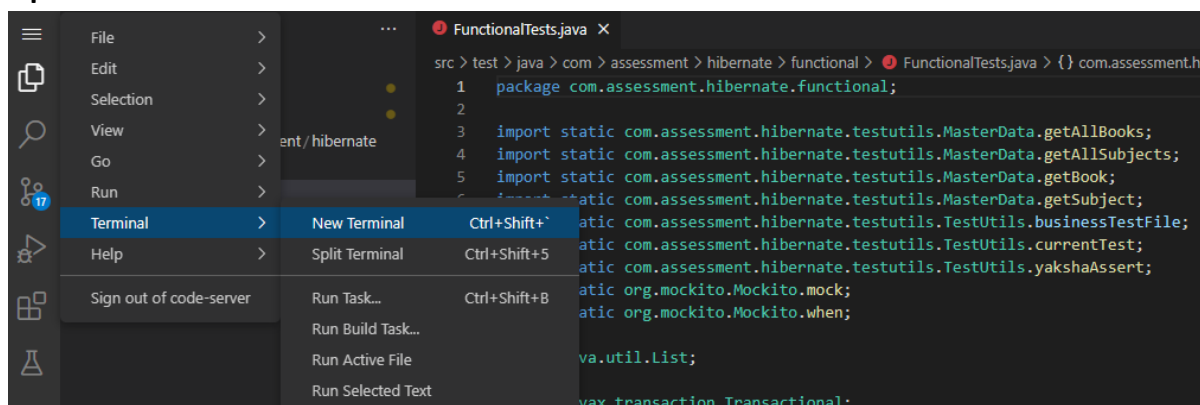 File
Edit
Selection
View
Go
Run
Terminal
Help
Sign out of code-server
17
New Terminal Ctrl+Shift+`
Split Terminal Ctrl+Shift+5
Run Task... Ctrl+Shift+B
Run Build Task...
Run Active File
Run Selected Text
...
ent/hibernate
J FunctionalTests.java ×
src > test > java > com > assessment > hibernate > functional > J FunctionalTests.java > {} com.assessment.h
1 package com.assessment.hibernate.functional;
2
3 import static com.assessment.hibernate.testutils.MasterData.getAllBooks;
4 import static com.assessment.hibernate.testutils.MasterData.getAllSubjects;
5 import static com.assessment.hibernate.testutils.MasterData.getBook;
6 import static com.assessment.hibernate.testutils.MasterData.getSubject;
atic com.assessment.hibernate.testutils.TestUtils.businessTestFile;
atic com.assessment.hibernate.testutils.TestUtils.currentTest;
atic com.assessment.hibernate.testutils.TestUtils.yakshaAssert;
atic org.mockito.Mockito.mock;
atic org.mockito.Mockito.when;
va.util.List;
vax.transaction.Transactional;